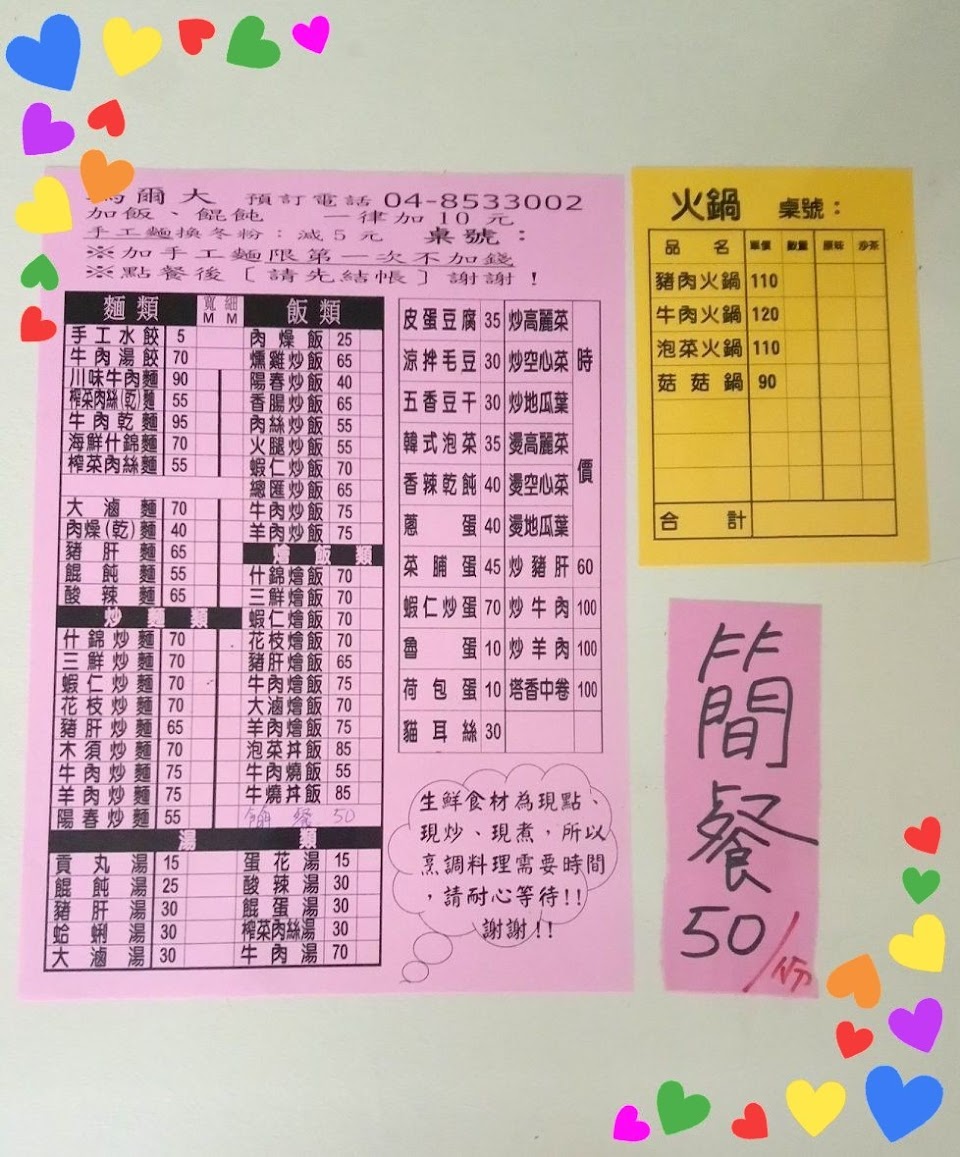 爾大 預訂電話 04-8533002
加飯、餛飩 一律加10元
手工麵換冬粉：減5元 桌號：
※加手工麵限第一次不加錢
※點餐後〔請先結帳〕謝謝！
麵類 寬M 細M
手工水餃 5
牛肉湯餃 70
川味牛肉麵 90
榨菜肉絲(乾)麵 55
牛肉乾麵 95
海鮮什錦麵 70
榨菜肉絲麵 55
大滷麵 70
肉燥(乾)麵 40
豬肝麵 65
餛飩麵 55
酸辣麵 65
炒麵類
什錦炒麵 70
三鮮炒麵 70
蝦仁炒麵 70
花枝炒麵 70
豬肝炒麵 65
木須炒麵 70
牛肉炒麵 75
羊肉炒麵 75
陽春炒麵 55
飯類
肉燥飯 25
燻雞炒飯 65
陽春炒飯 40
香腸炒飯 65
肉絲炒飯 55
火腿炒飯 55
蝦仁炒飯 70
總匯炒飯 65
牛肉炒飯 75
羊肉炒飯 75
燴飯類
什錦燴飯 70
三鮮燴飯 70
蝦仁燴飯 70
花枝燴飯 70
豬肝燴飯 65
牛肉燴飯 75
大滷燴飯 70
羊肉燴飯 75
泡菜丼飯 85
牛肉燒飯 55
牛燒丼飯 85
簡餐 50
湯類
貢丸湯 15
餛飩湯 25
豬肝湯 30
蛤蜊湯 30
大滷湯 30
蛋花湯 15
酸辣湯 30
餛蛋湯 30
榨菜肉絲湯 30
牛肉湯 70
皮蛋豆腐 35
涼拌毛豆 30
五香豆干 30
韓式泡菜 35
香辣乾飩 40
蔥蛋 40
菜脯蛋 45
蝦仁炒蛋 70
魯蛋 10
荷包蛋 10
貓耳絲 30
炒高麗菜
炒空心菜
炒地瓜葉
燙高麗菜
燙空心菜
燙地瓜葉
時價
炒豬肝 60
炒牛肉 100
炒羊肉 100
塔香中卷 100
生鮮食材為現點、
現炒、現煮，所以
烹調料理需要時間
，請耐心等待!!
謝謝!!
火鍋 桌號：
品名 單價 數量 原味 沙茶
豬肉火鍋 110
牛肉火鍋 120
泡菜火鍋 110
菇菇鍋 90
合計
簡餐
50/份